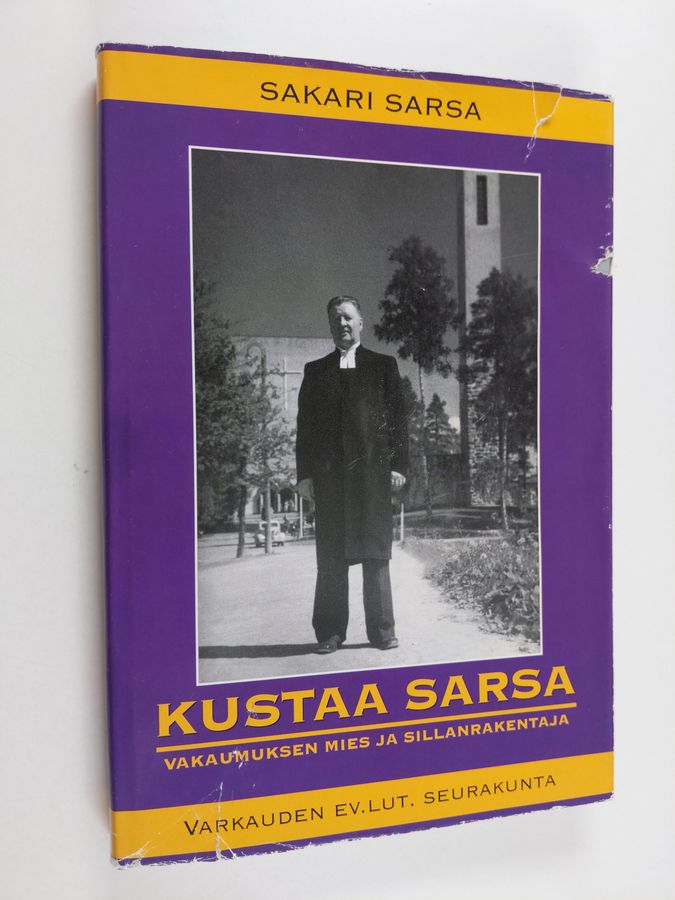 SAKARI SARSA
KUSTAA SARSA
VAKAUMUKSEN MIES JA SILLANRAKENTAJA
VARKAUDEN EV.LUT. SEURAKUNTA